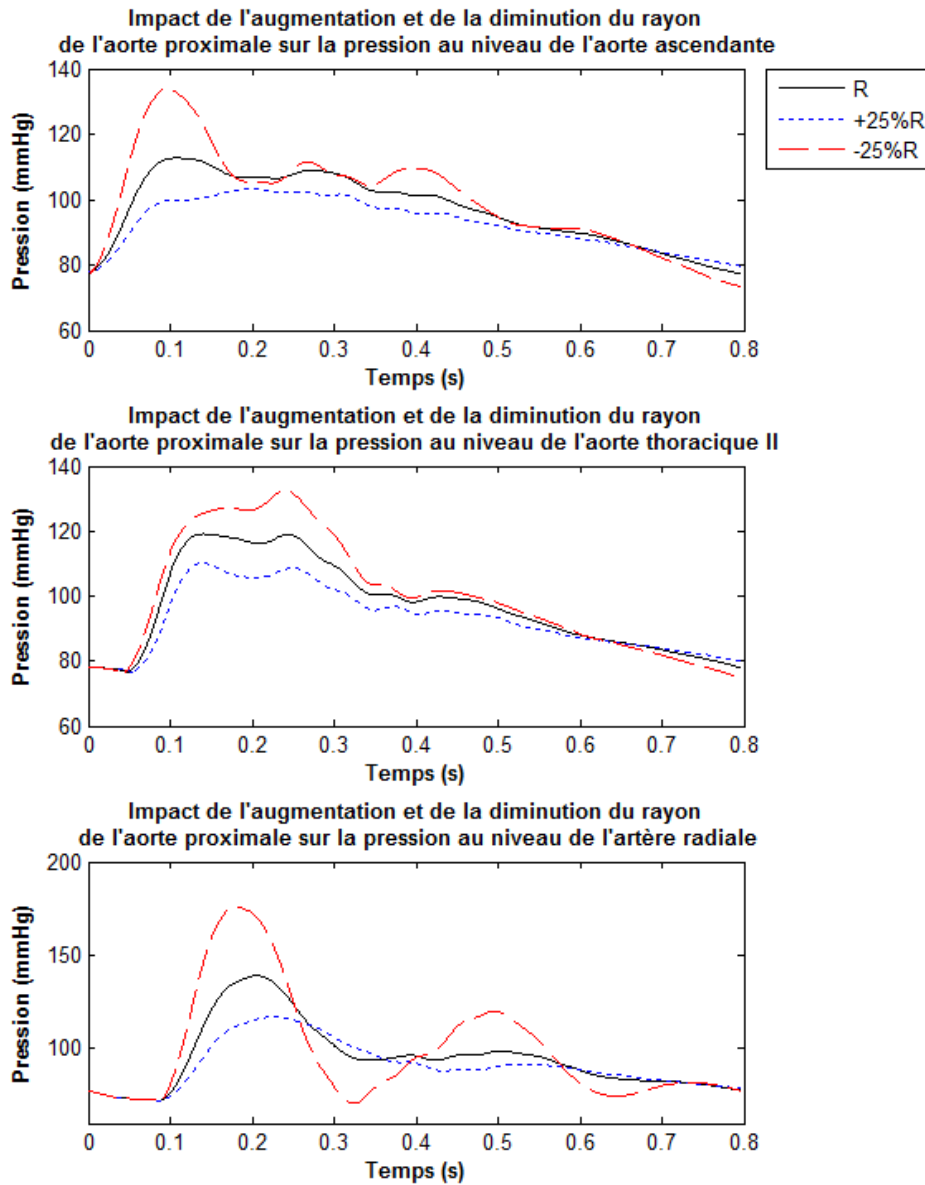 Impact de l'augmentation et de la diminution du rayon
de l'aorte proximale sur la pression au niveau de l'aorte ascendante
140
120
100
80
60
Pression (mmHg)
0 0.1 0.2 0.3 0.4 0.5 0.6 0.7 0.8
Temps (s)
R
+25%R
-25%R
Impact de l'augmentation et de la diminution du rayon
de l'aorte proximale sur la pression au niveau de l'aorte thoracique II
140
120
100
80
60
Pression (mmHg)
0 0.1 0.2 0.3 0.4 0.5 0.6 0.7 0.8
Temps (s)
Impact de l'augmentation et de la diminution du rayon
de l'aorte proximale sur la pression au niveau de l'artère radiale
200
150
100
Pression (mmHg)
0 0.1 0.2 0.3 0.4 0.5 0.6 0.7 0.8
Temps (s)